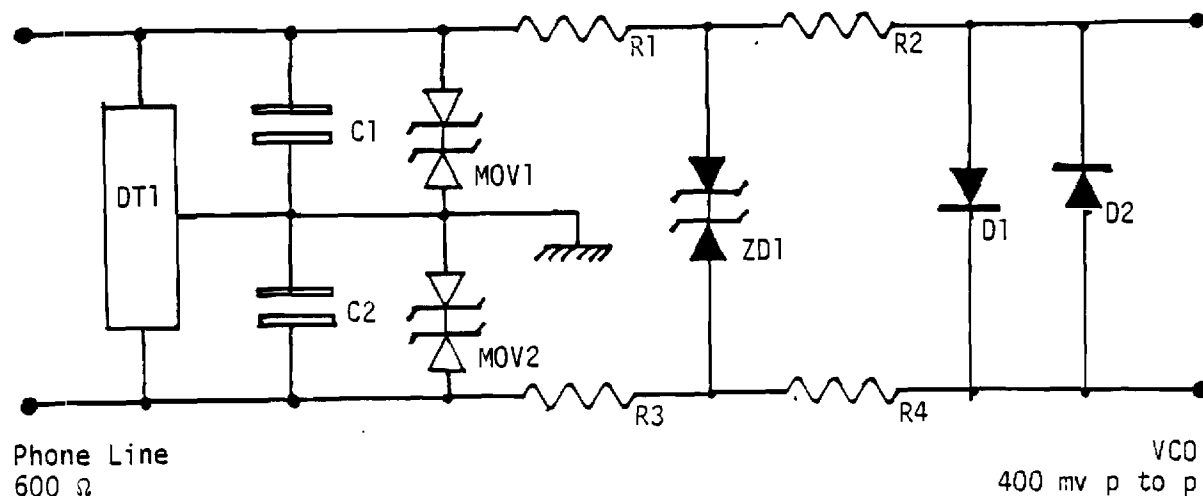 R1
R2
C1
MOV1
DT1
D1
D2
ZD1
C2
MOV2
R3
R4
Phone Line
600 Ω
VCO
400 mv p to p